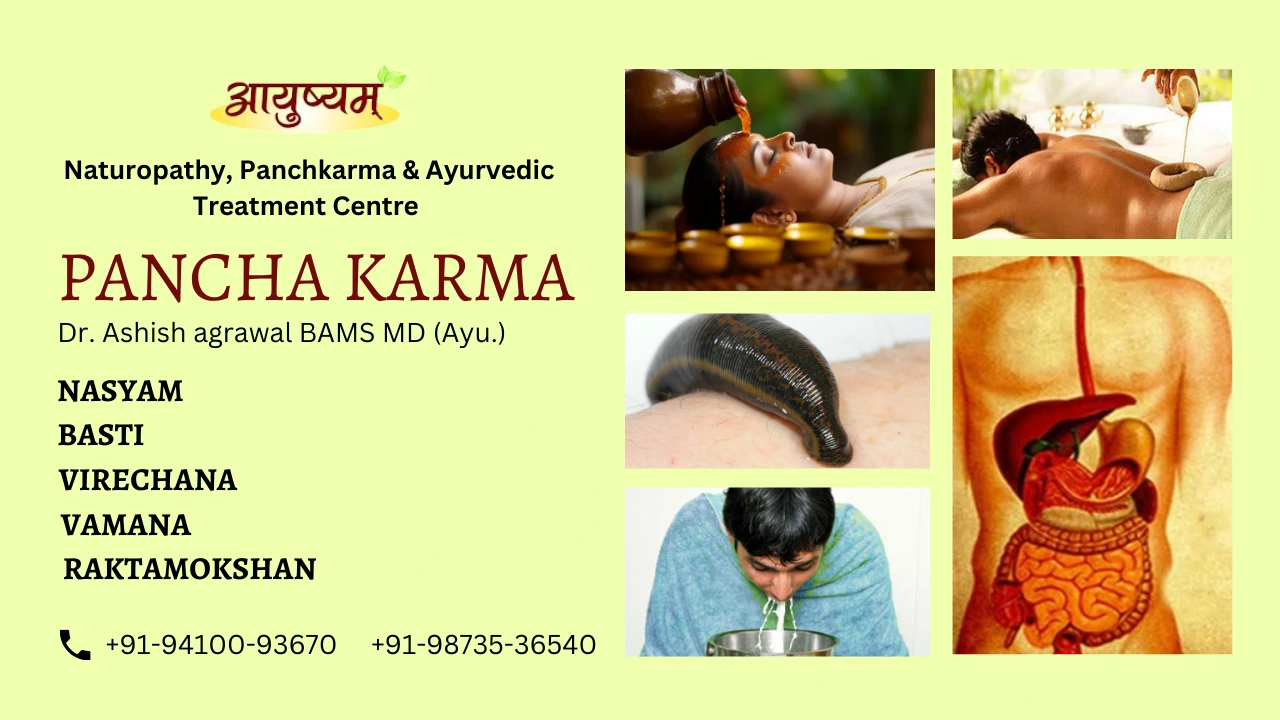 आयुष्यम्
Naturopathy, Panchkarma & Ayurvedic
Treatment Centre
PANCHA KARMA
Dr. Ashish agrawal BAMS MD (Ayu.)
NASYAM
BASTI
VIRECHANA
VAMANA
RAKTAMOKSHAN
+91-94100-93670 +91-98735-36540